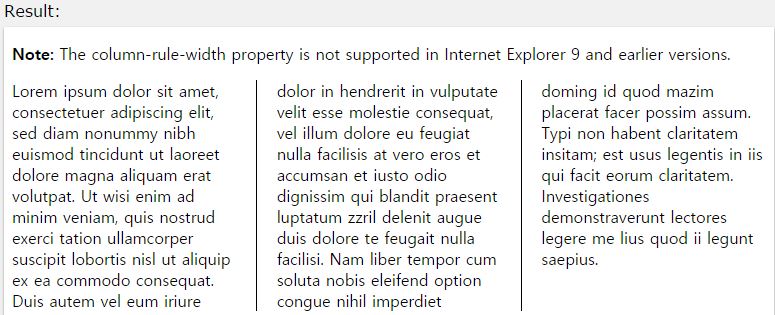 Result:
Note: The column-rule-width property is not supported in Internet Explorer 9 and earlier versions.
Lorem ipsum dolor sit amet,
consectetuer adipiscing elit,
sed diam nonummy nibh
euismod tincidunt ut laoreet
dolore magna aliquam erat
volutpat. Ut wisi enim ad
minim veniam, quis nostrud
exerci tation ullamcorper
suscipit lobortis nisl ut aliquip
ex ea commodo consequat.
Duis autem vel eum iriure
dolor in hendrerit in vulputate
velit esse molestie consequat,
vel illum dolore eu feugiat
nulla facilisis at vero eros et
accumsan et iusto odio
dignissim qui blandit praesent
luptatum zzril delenit augue
duis dolore te feugait nulla
facilisi. Nam liber tempor cum
soluta nobis eleifend option
congue nihil imperdiet
doming id quod mazim
placerat facer possim assum.
Typi non habent claritatem
insitam; est usus legentis in iis
qui facit eorum claritatem.
Investigationes
demonstraverunt lectores
legere me lius quod ii legunt
saepius.